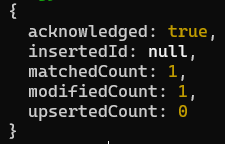 {
  acknowledged: true,
  insertedId: null,
  matchedCount: 1,
  modifiedCount: 1,
  upsertedCount: 0
}